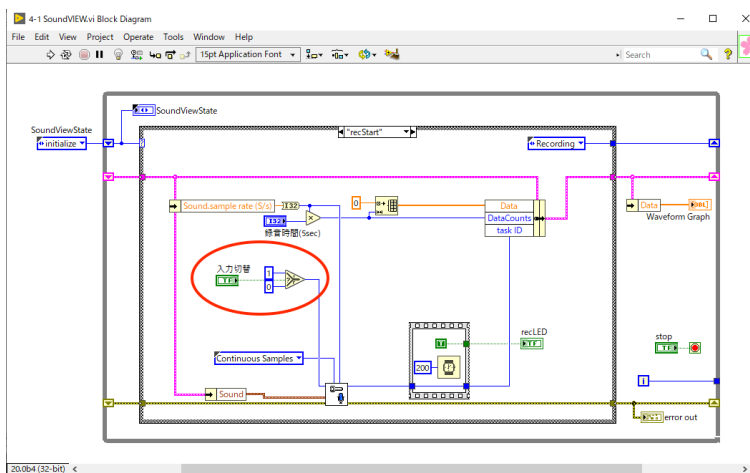 4-1 SoundVIEW.vi Block Diagram
File Edit View Project Operate Tools Window Help
15pt Application Font
Search
SoundViewState
SoundViewState
initialize
"recStart"
Recording
Sound.sample rate (S/s)
I32
0
Data
DataCounts
task ID
I32
録音時間(5sec)
Data
DBL
Waveform Graph
入力切替
TF
1
0
?
recLED
T
TF
stop
TF
Continuous Samples
200
i
Sound
error out
20.0b4 (32-bit)